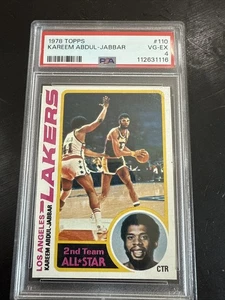 1978 TOPPS #110
KAREEM ABDUL-JABBAR VG-EX
PSA 4
112631116
LOS ANGELES
LAKERS
KAREEM ABDUL-JABBAR
2nd Team
ALL★STAR
CTR